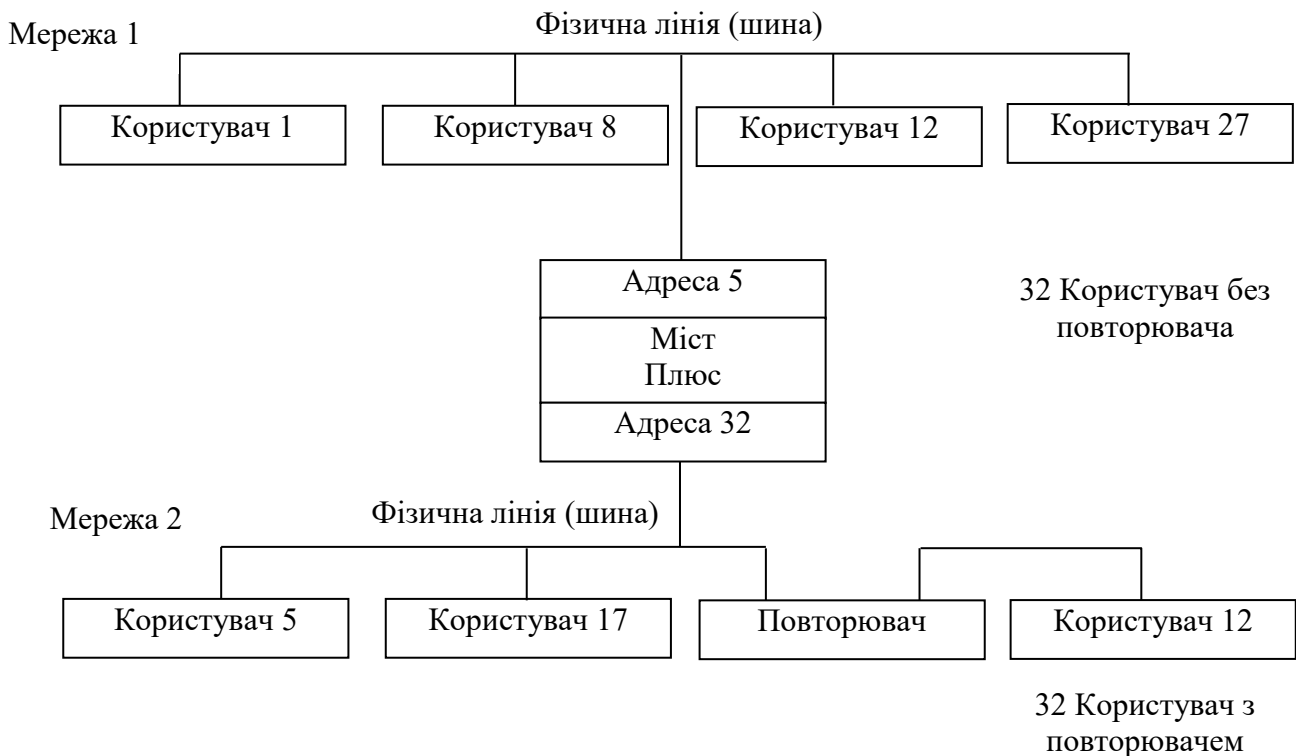 Мережа 1
Фізична лінія (шина)
Користувач 1
Користувач 8
Користувач 12
Користувач 27
Адреса 5
32 Користувач без
повторювача
Міст
Плюс
Адреса 32
Мережа 2
Фізична лінія (шина)
Користувач 5
Користувач 17
Повторювач
Користувач 12
32 Користувач з
повторювачем